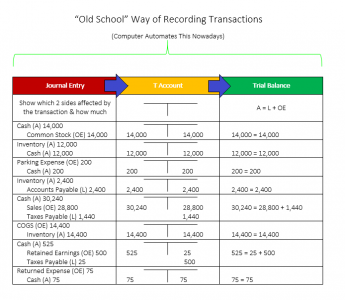 "Old School" Way of Recording Transactions
(Computer Automates This Nowadays)
Journal Entry T Account Trial Balance
Show which 2 sides affected by
the transaction & how much
A = L + OE
Cash (A) 14,000
Common Stock (OE) 14,000 14,000 14,000 14,000 = 14,000
Inventory (A) 12,000
Cash (A) 12,000 12,000 12,000 12,000 = 12,000
Parking Expense (OE) 200
Cash (A) 200 200 200 200 = 200
Inventory (A) 2,400
Accounts Payable (L) 2,400 2,400 2,400 2,400 = 2,400
Cash (A) 30,240
Sales (OE) 28,800 30,240 28,800 30,240 = 28,800 + 1,440
Taxes Payable (L) 1,440 1,440
COGS (OE) 14,400
Inventory (A) 14,400 14,400 14,400 14,400 = 14,400
Cash (A) 525
Retained Earnings (OE) 500 525 25 525 = 25 + 500
Taxes Payable (L) 25 500
Returned Expense (OE) 75
Cash (A) 75 75 75 75 = 75